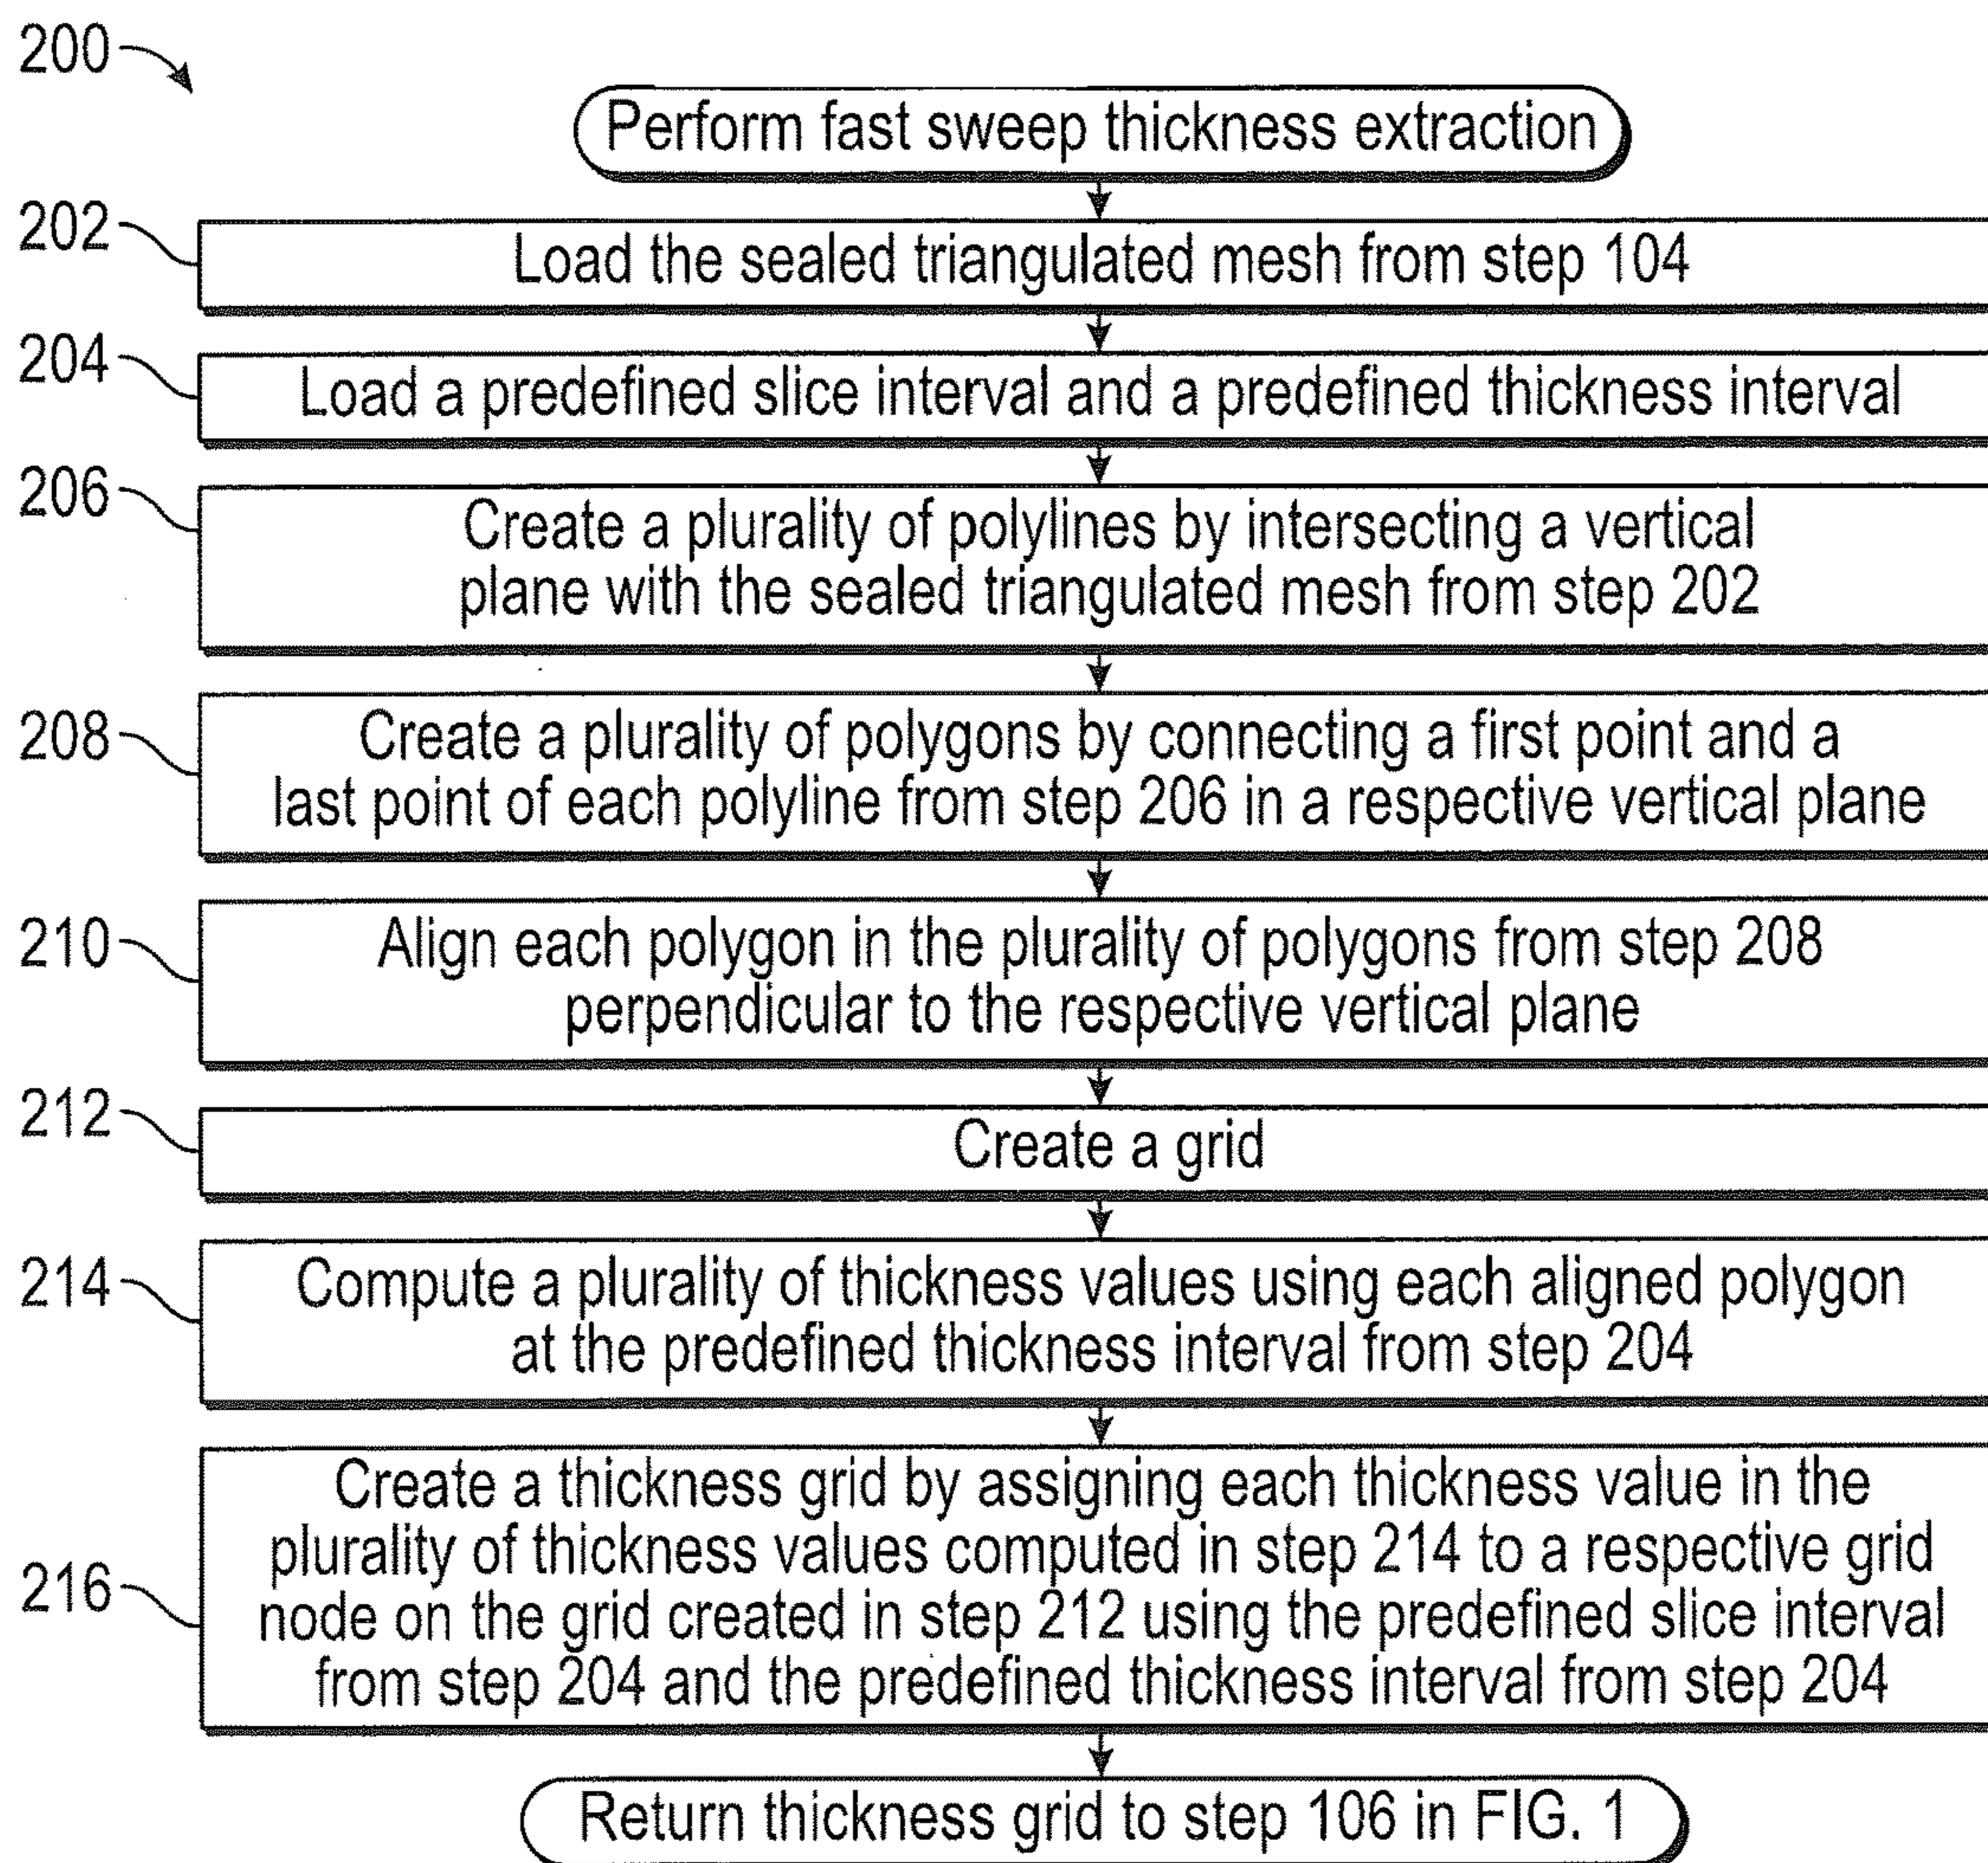 200
Perform fast sweep thickness extraction
202
Load the sealed triangulated mesh from step 104
204
Load a predefined slice interval and a predefined thickness interval
206
Create a plurality of polylines by intersecting a vertical
plane with the sealed triangulated mesh from step 202
208
Create a plurality of polygons by connecting a first point and a
last point of each polyline from step 206 in a respective vertical plane
210
Align each polygon in the plurality of polygons from step 208
perpendicular to the respective vertical plane
212
Create a grid
214
Compute a plurality of thickness values using each aligned polygon
at the predefined thickness interval from step 204
216
Create a thickness grid by assigning each thickness value in the
plurality of thickness values computed in step 214 to a respective grid
node on the grid created in step 212 using the predefined slice interval
from step 204 and the predefined thickness interval from step 204
Return thickness grid to step 106 in FIG. 1